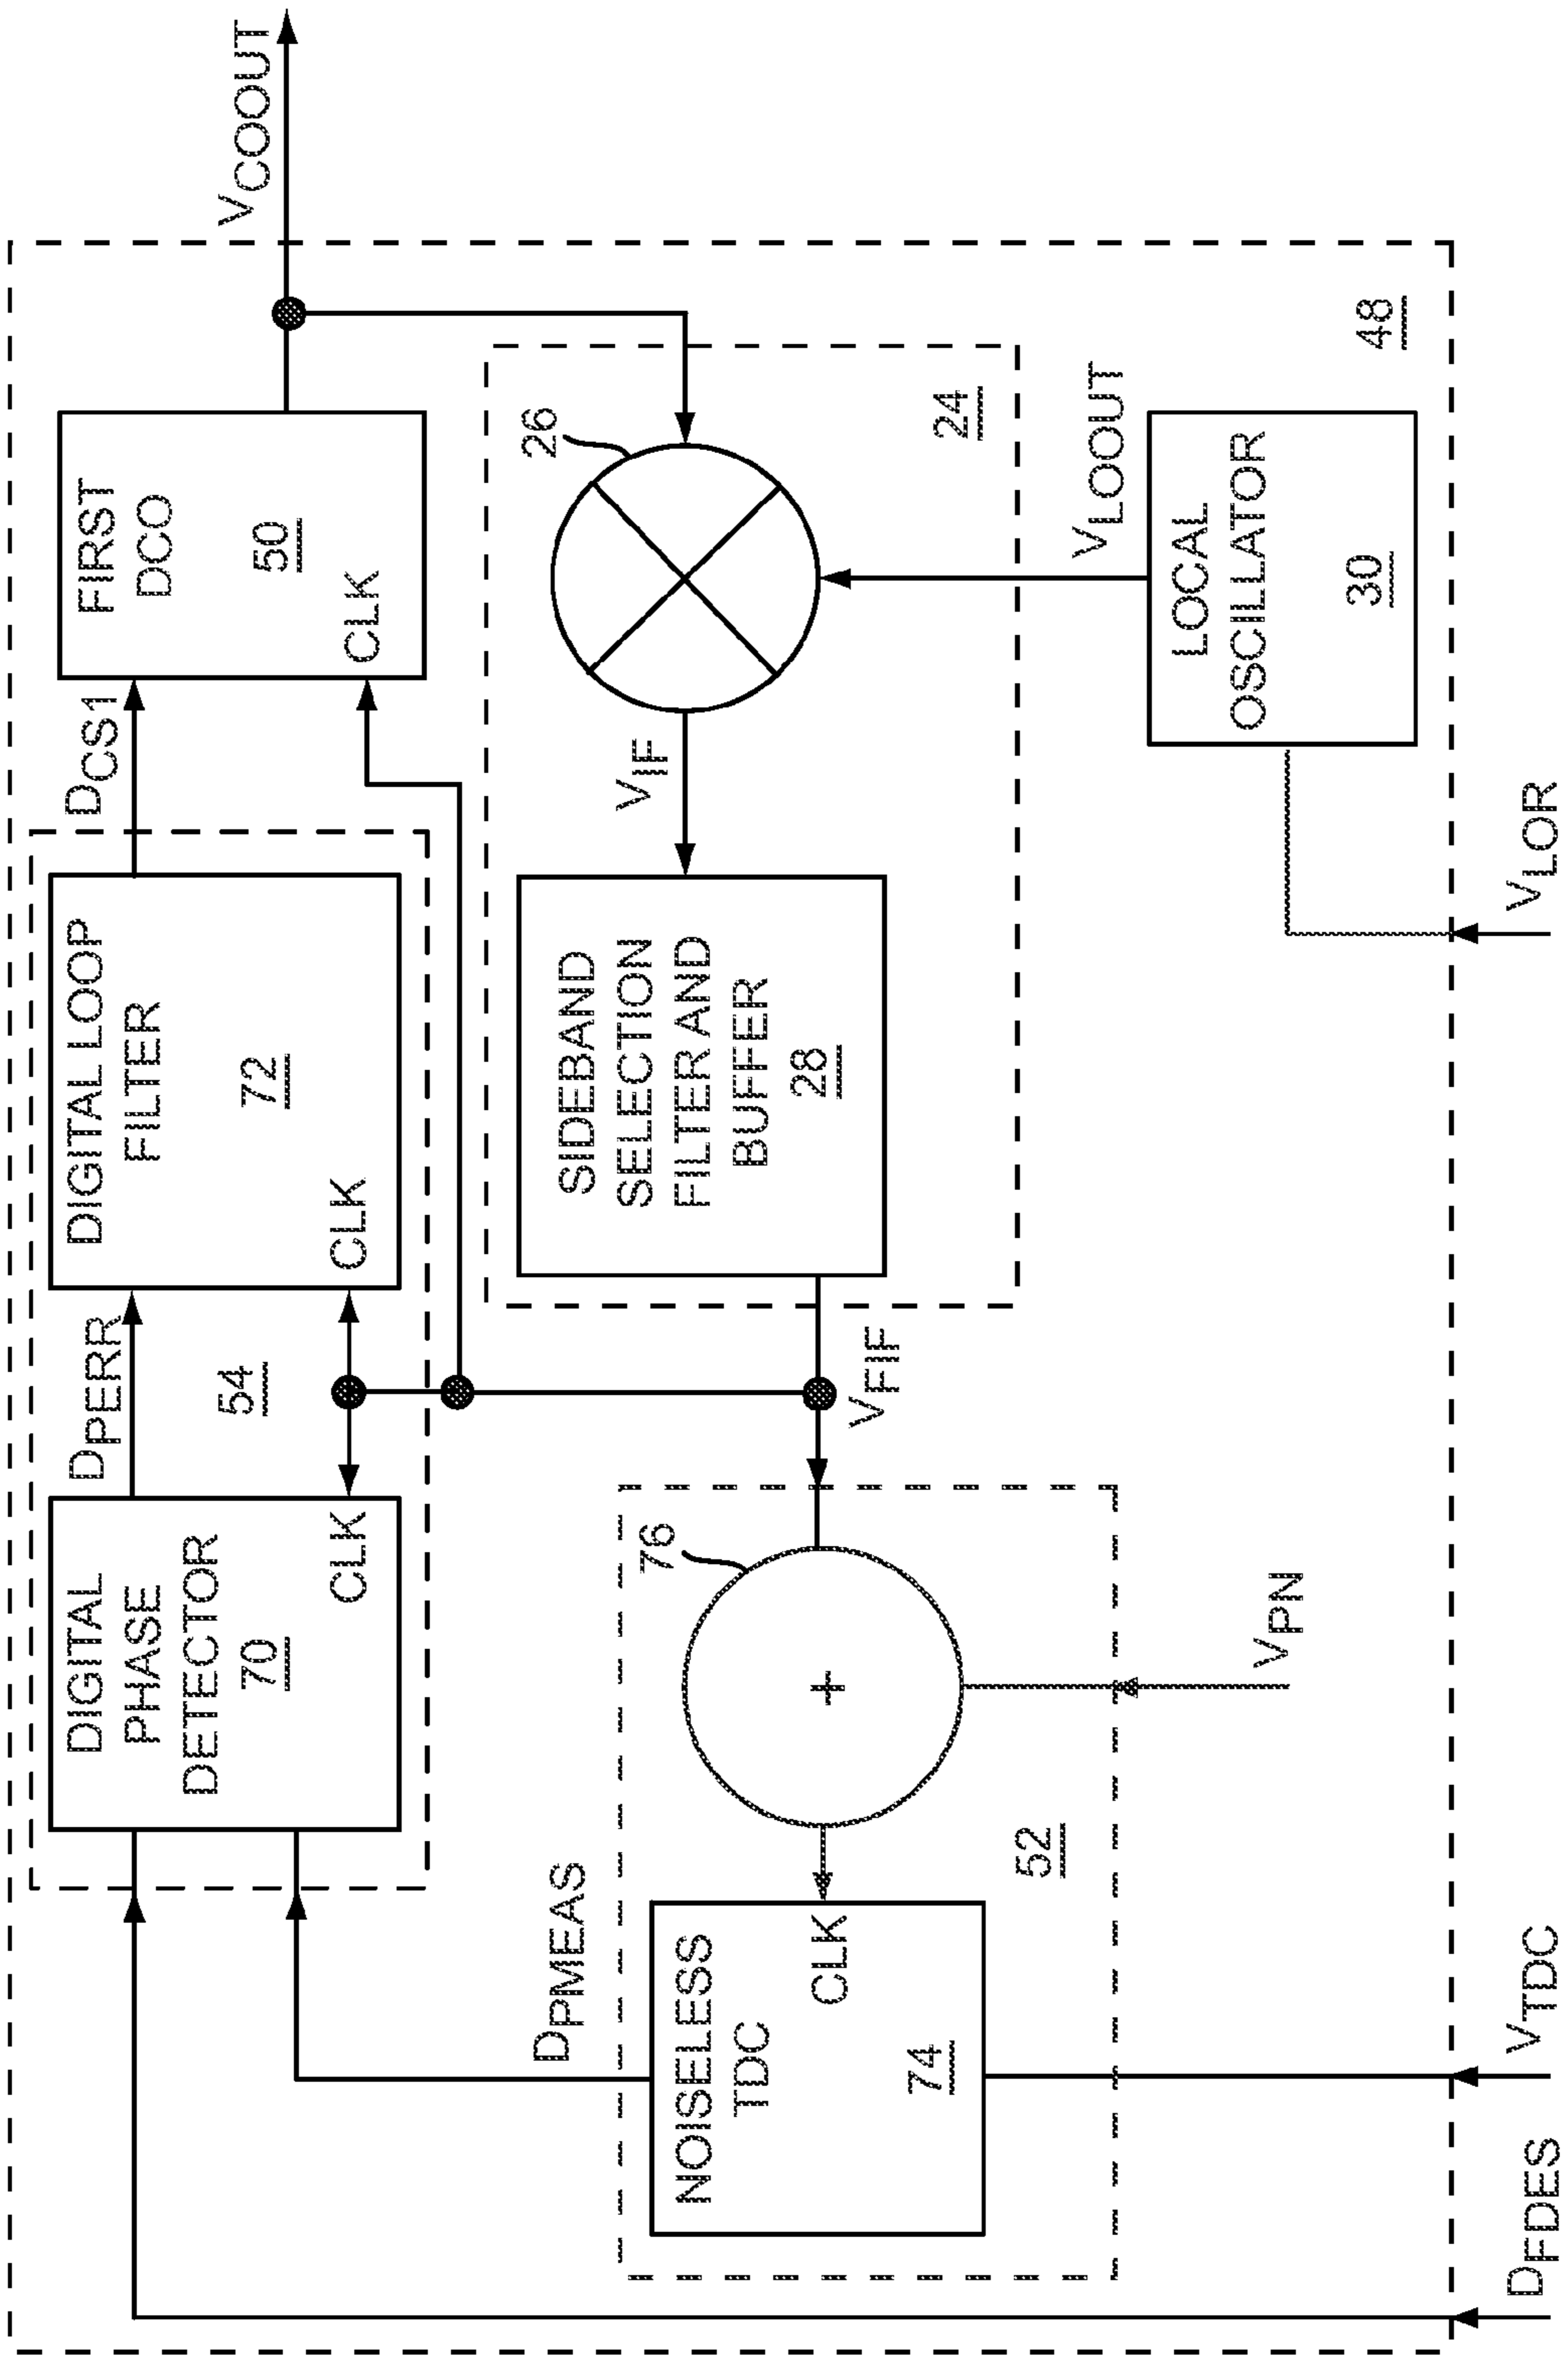 DIGITAL
PHASE
DETECTOR
70
CLK
DPERR
54
DIGITAL LOOP
FILTER
72
CLK
DCS1
FIRST
DCO
50
CLK
VCOOUT
DPMEAS
NOISELESS
TDC
74
CLK
52
76
+
VPN
VFIF
SIDEBAND
SELECTION
FILTER AND
BUFFER
28
VIF
26
24
VLOOUT
LOCAL
OSCILLATOR
30
48
DFDES
VTDC
VLOR